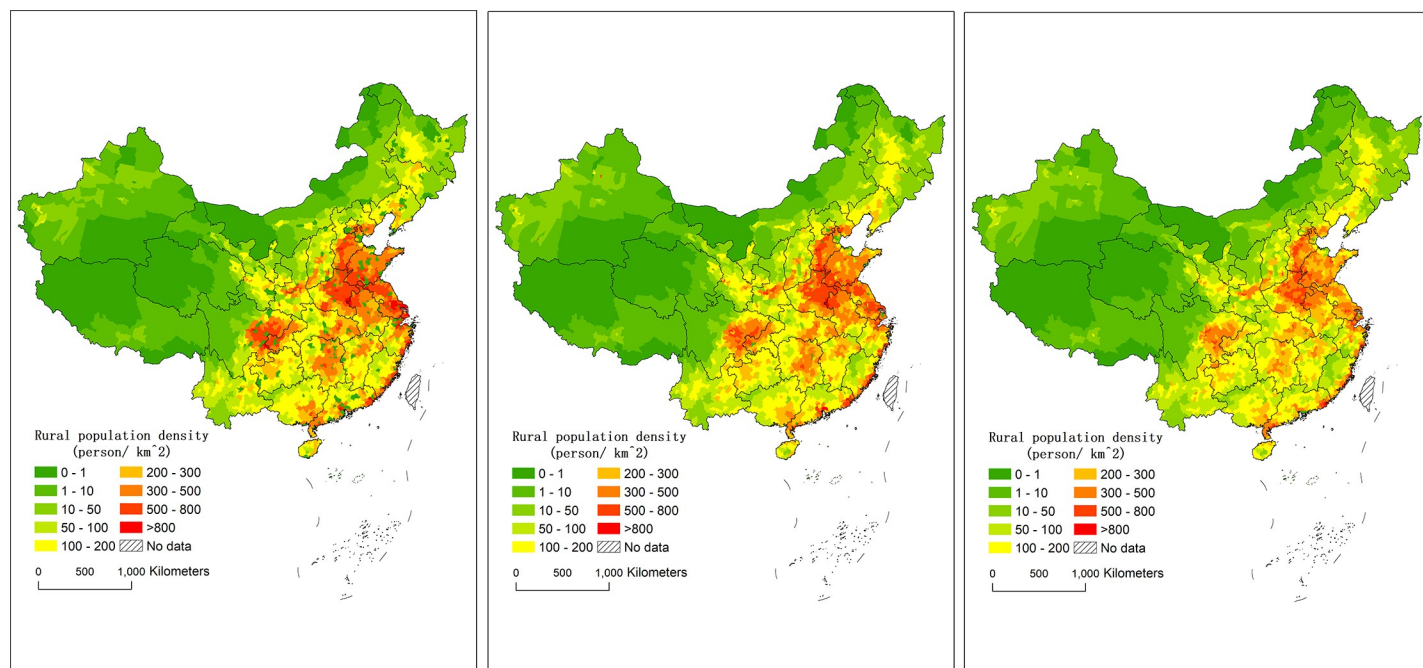 Rural population density
(person/ km^2)
0 - 1 200 - 300
1 - 10 300 - 500
10 - 50 500 - 800
50 - 100 >800
100 - 200 No data
0 500 1,000 Kilometers
Rural population density
(person/ km^2)
0 - 1 200 - 300
1 - 10 300 - 500
10 - 50 500 - 800
50 - 100 >800
100 - 200 No data
0 500 1,000 Kilometers
Rural population density
(person/ km^2)
0 - 1 200 - 300
1 - 10 300 - 500
10 - 50 500 - 800
50 - 100 >800
100 - 200 No data
0 500 1,000 Kilometers